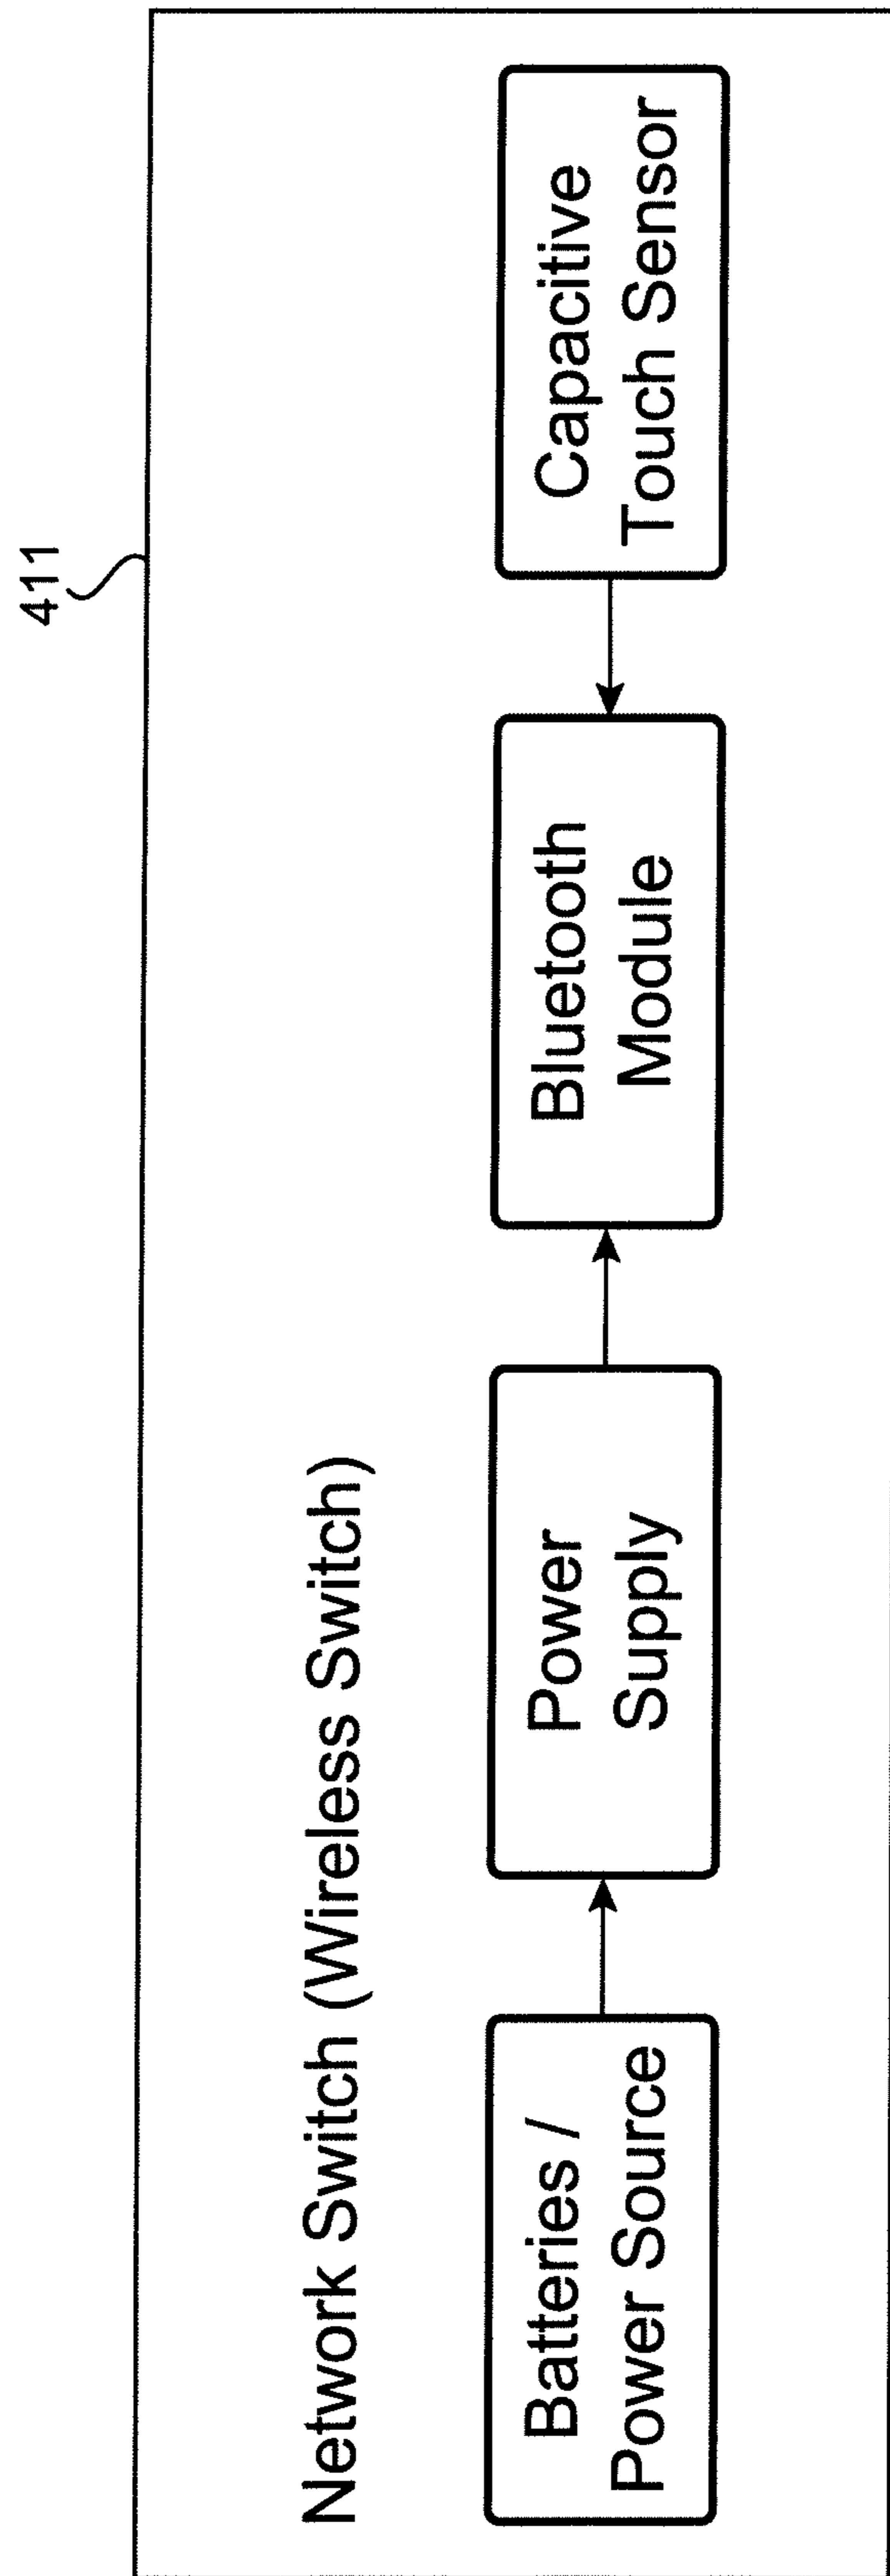 411
Network Switch (Wireless Switch)
Batteries /
Power Source
Power
Supply
Bluetooth
Module
Capacitive
Touch Sensor